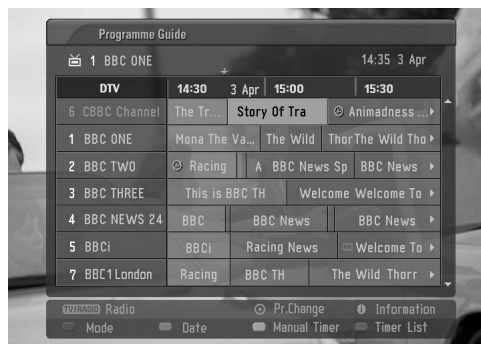 Programme Guide
1 BBC ONE 14:35 3 Apr
DTV 14:30 3 Apr 15:00 15:30
6 CBBC Channel The Tr... Story Of Tra Animadness ...
1 BBC ONE Mona The Va... The Wild Thor The Wild Tho
2 BBC TWO Racing A BBC News Sp BBC News
3 BBC THREE This is BBC TH Welcome Welcome To
4 BBC NEWS 24 BBC BBC News BBC News
5 BBCi BBCi Racing News Welcome To
7 BBC1 London Racing BBC TH The Wild Thorr
TV/RADIO Radio Pr.Change Information
Mode Date Manual Timer Timer List